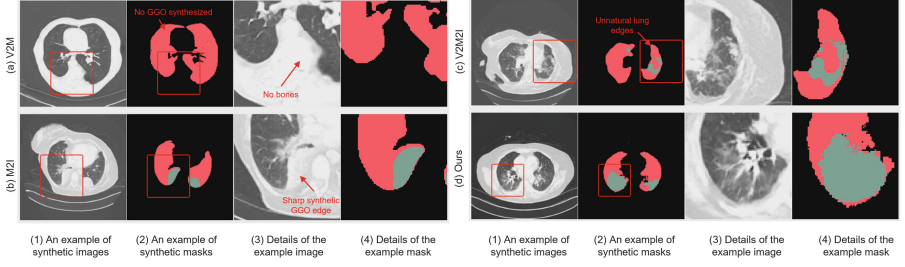 (a) V2M
No GGO synthesized
No bones
(b) M2I
Sharp synthetic
GGO edge
(1) An example of
synthetic images
(2) An example of
synthetic masks
(3) Details of the
example image
(4) Details of the
example mask
(c) V2M2I
Unnatural lung
edges
(d) Ours
(1) An example of
synthetic images
(2) An example of
synthetic masks
(3) Details of the
example image
(4) Details of the
example mask